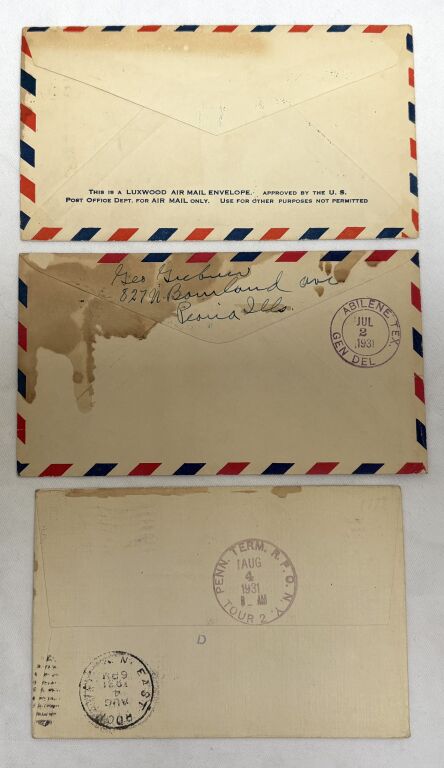 THIS IS A LUXWOOD AIR MAIL ENVELOPE. APPROVED BY THE U. S.
POST OFFICE DEPT. FOR AIR MAIL ONLY. USE FOR OTHER PURPOSES NOT PERMITTED
Geo
827 N. Bourland ave
Peoria Ills.
ABILENE, TEX.
JUL
2
1931
GEN DEL
PENN. TERM. R.P.O. N.Y.
AUG
4
1931
AM
TOUR 2
D
EAST
AUG
4
1931